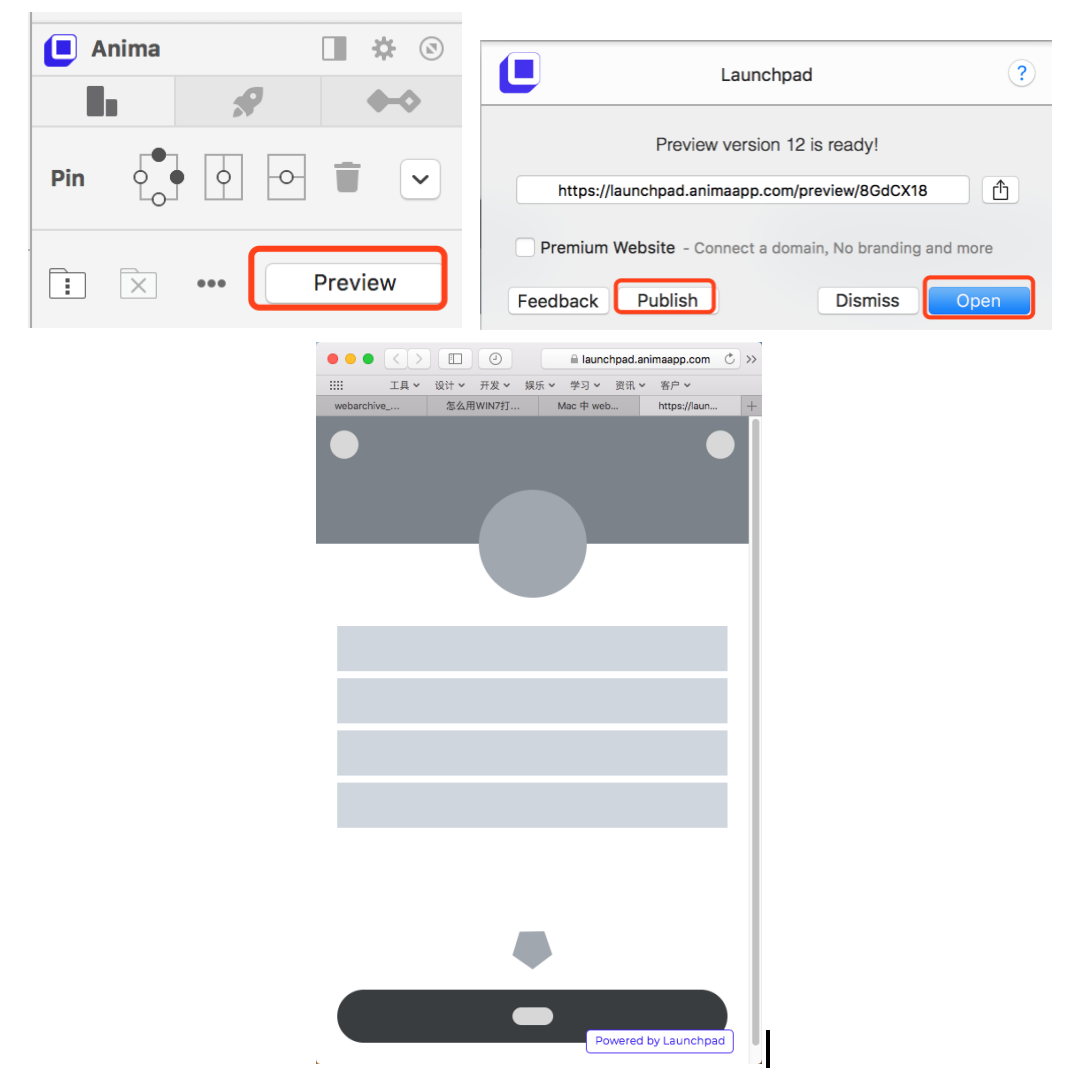 Anima
Pin
Preview
Launchpad
?
Preview version 12 is ready!
https://launchpad.animaapp.com/preview/8GdCX18
Premium Website - Connect a domain, No branding and more
Feedback Publish Dismiss Open
launchpad.animaapp.com
工具 设计 开发 娱乐 学习 资讯 客户
webarchive_... 怎么用WIN7打... Mac 中 web... https://laun...
Powered by Launchpad